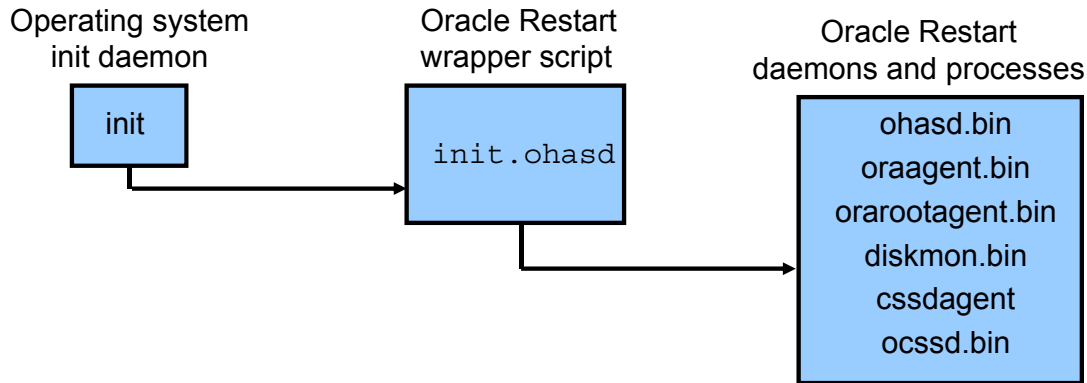 Operating system
init daemon
init
Oracle Restart
wrapper script
init.ohasd
Oracle Restart
daemons and processes
ohasd.bin
oraagent.bin
orarootagent.bin
diskmon.bin
cssdagent
ocssd.bin